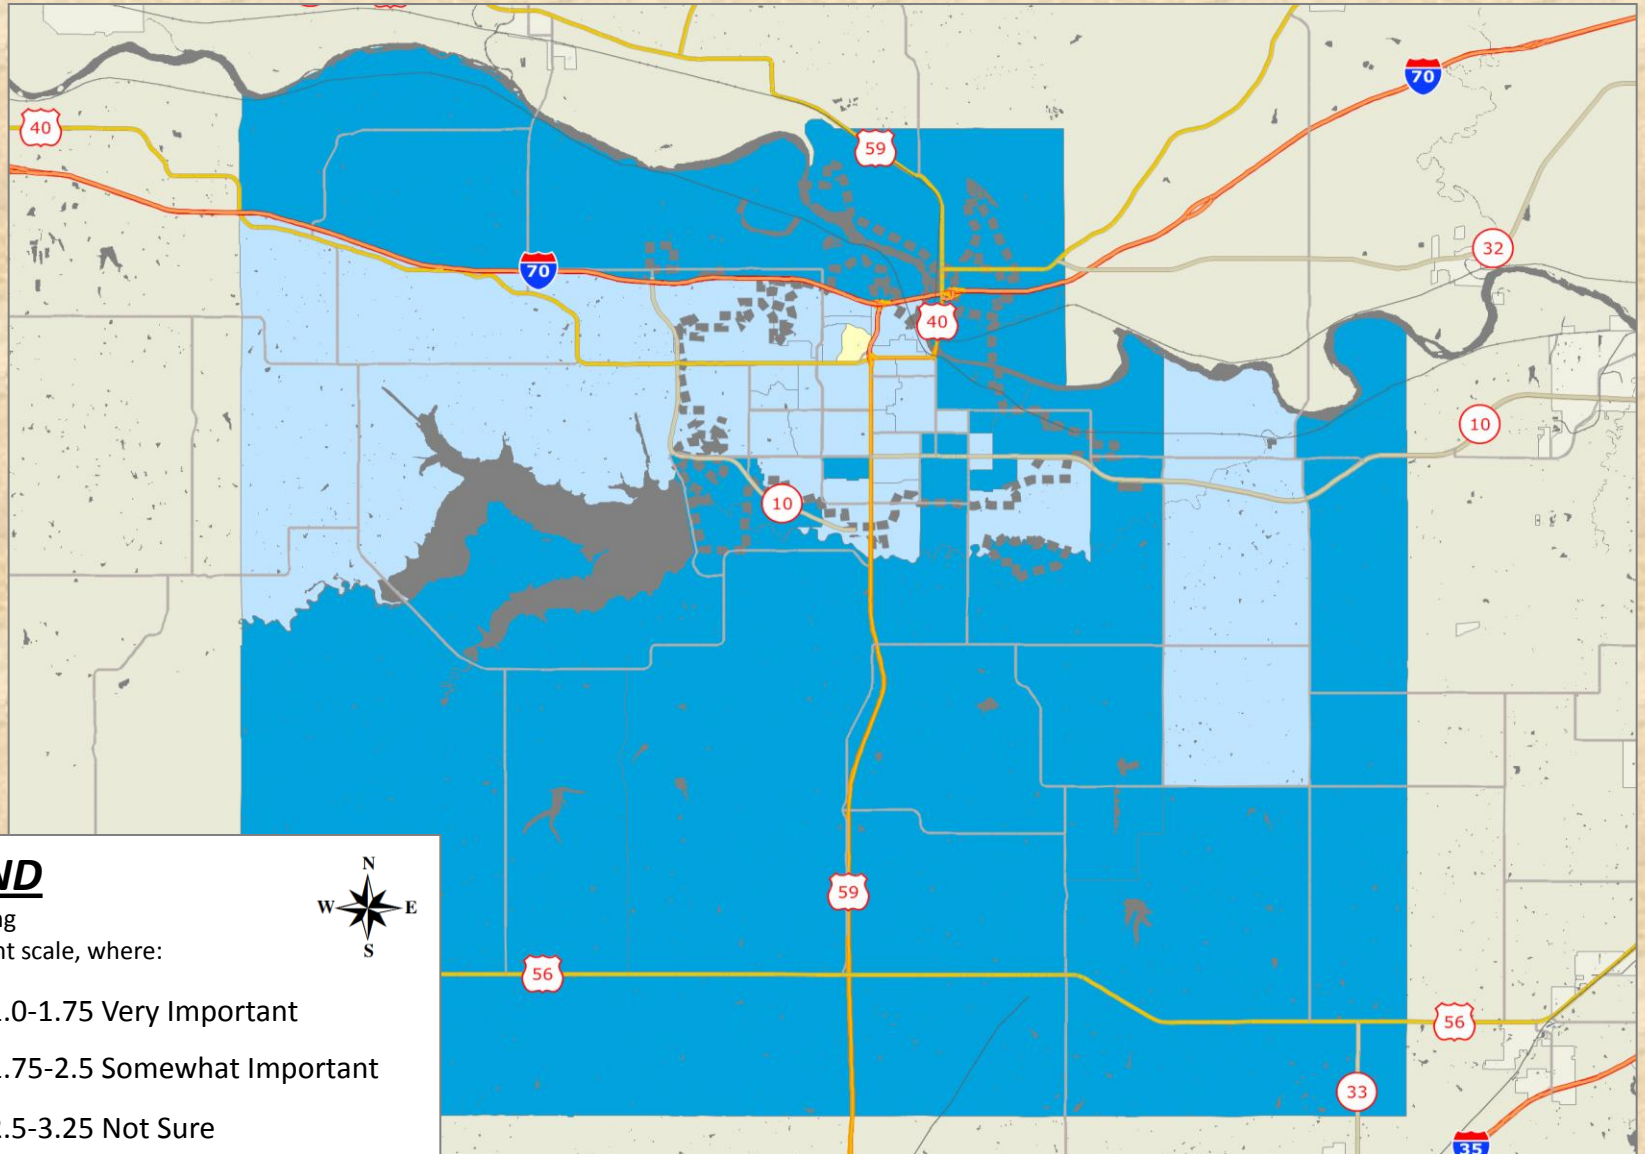 70
40
59
32
70
40
10
10
59
56
56
33
35
ND
N
W E
S
ng
nt scale, where:
.0-1.75 Very Important
.75-2.5 Somewhat Important
.5-3.25 Not Sure